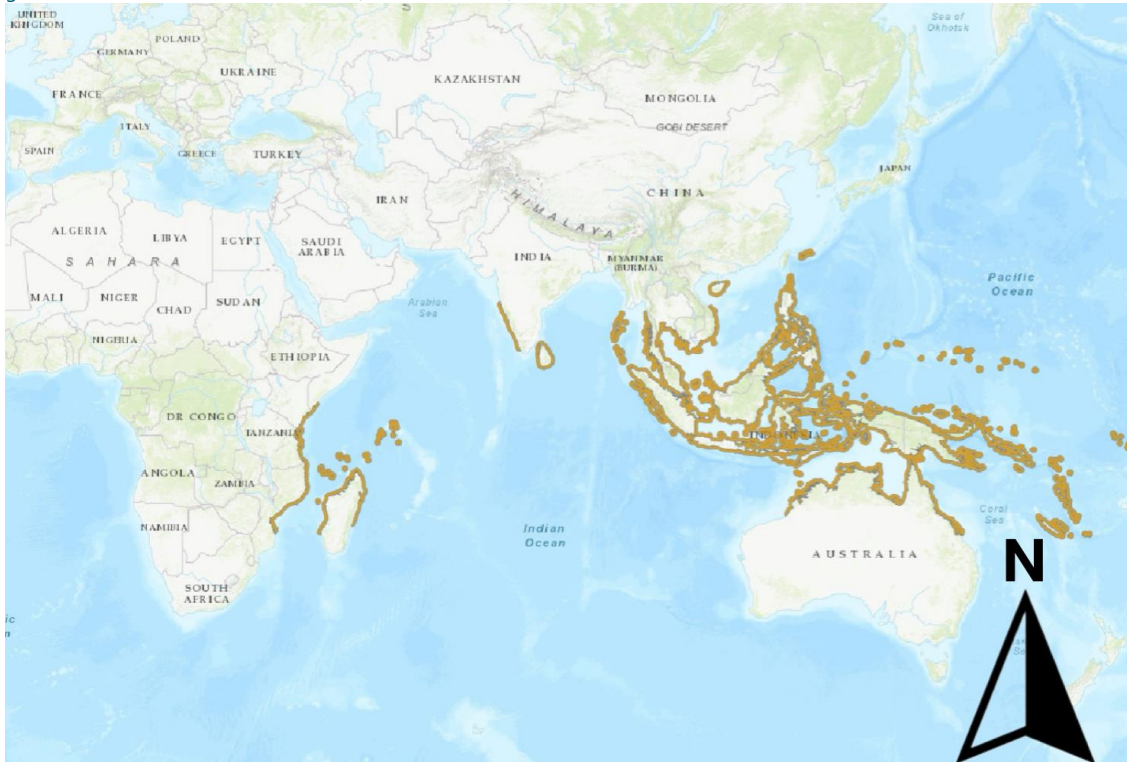 UNITED
KINGDOM
POLAND
GERMANY
UKRAINE
FRANCE
ITALY
SPAIN
GREECE
TURKEY
KAZAKHSTAN
MONGOLIA
GOBI DESERT
Sea of
Okhotsk
JAPAN
CHINA
HIMALAYA
IRAN
ALGERIA
LIBYA
EGYPT
SAUDI
ARABIA
SAHARA
INDIA
MYANMAR
(BURMA)
MALI
NIGER
CHAD
SUDAN
Arabian
Sea
Pacific
Ocean
NIGERIA
ETHIOPIA
DR CONGO
TANZANIA
INDONESIA
ANGOLA
ZAMBIA
NAMIBIA
Indian
Ocean
Coral
Sea
AUSTRALIA
SOUTH
AFRICA
N